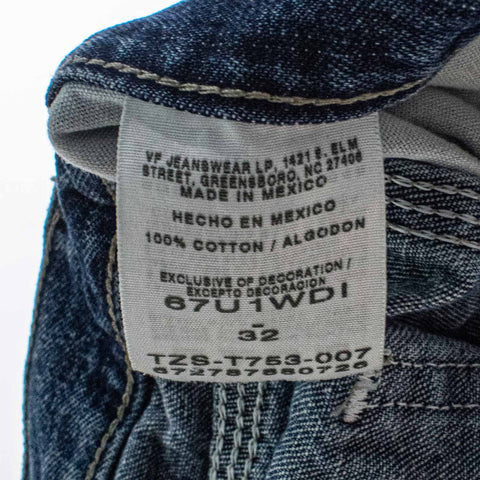 VF JEANSWEAR LP, 1421 S. ELM
STREET, GREENSBORO, NC 27406
MADE IN MEXICO
HECHO EN MEXICO
100% COTTON / ALGODON
EXCLUSIVE OF DECORATION /
EXCEPTO DECORACION
67U1WDI
-
32
TZS-T753-007